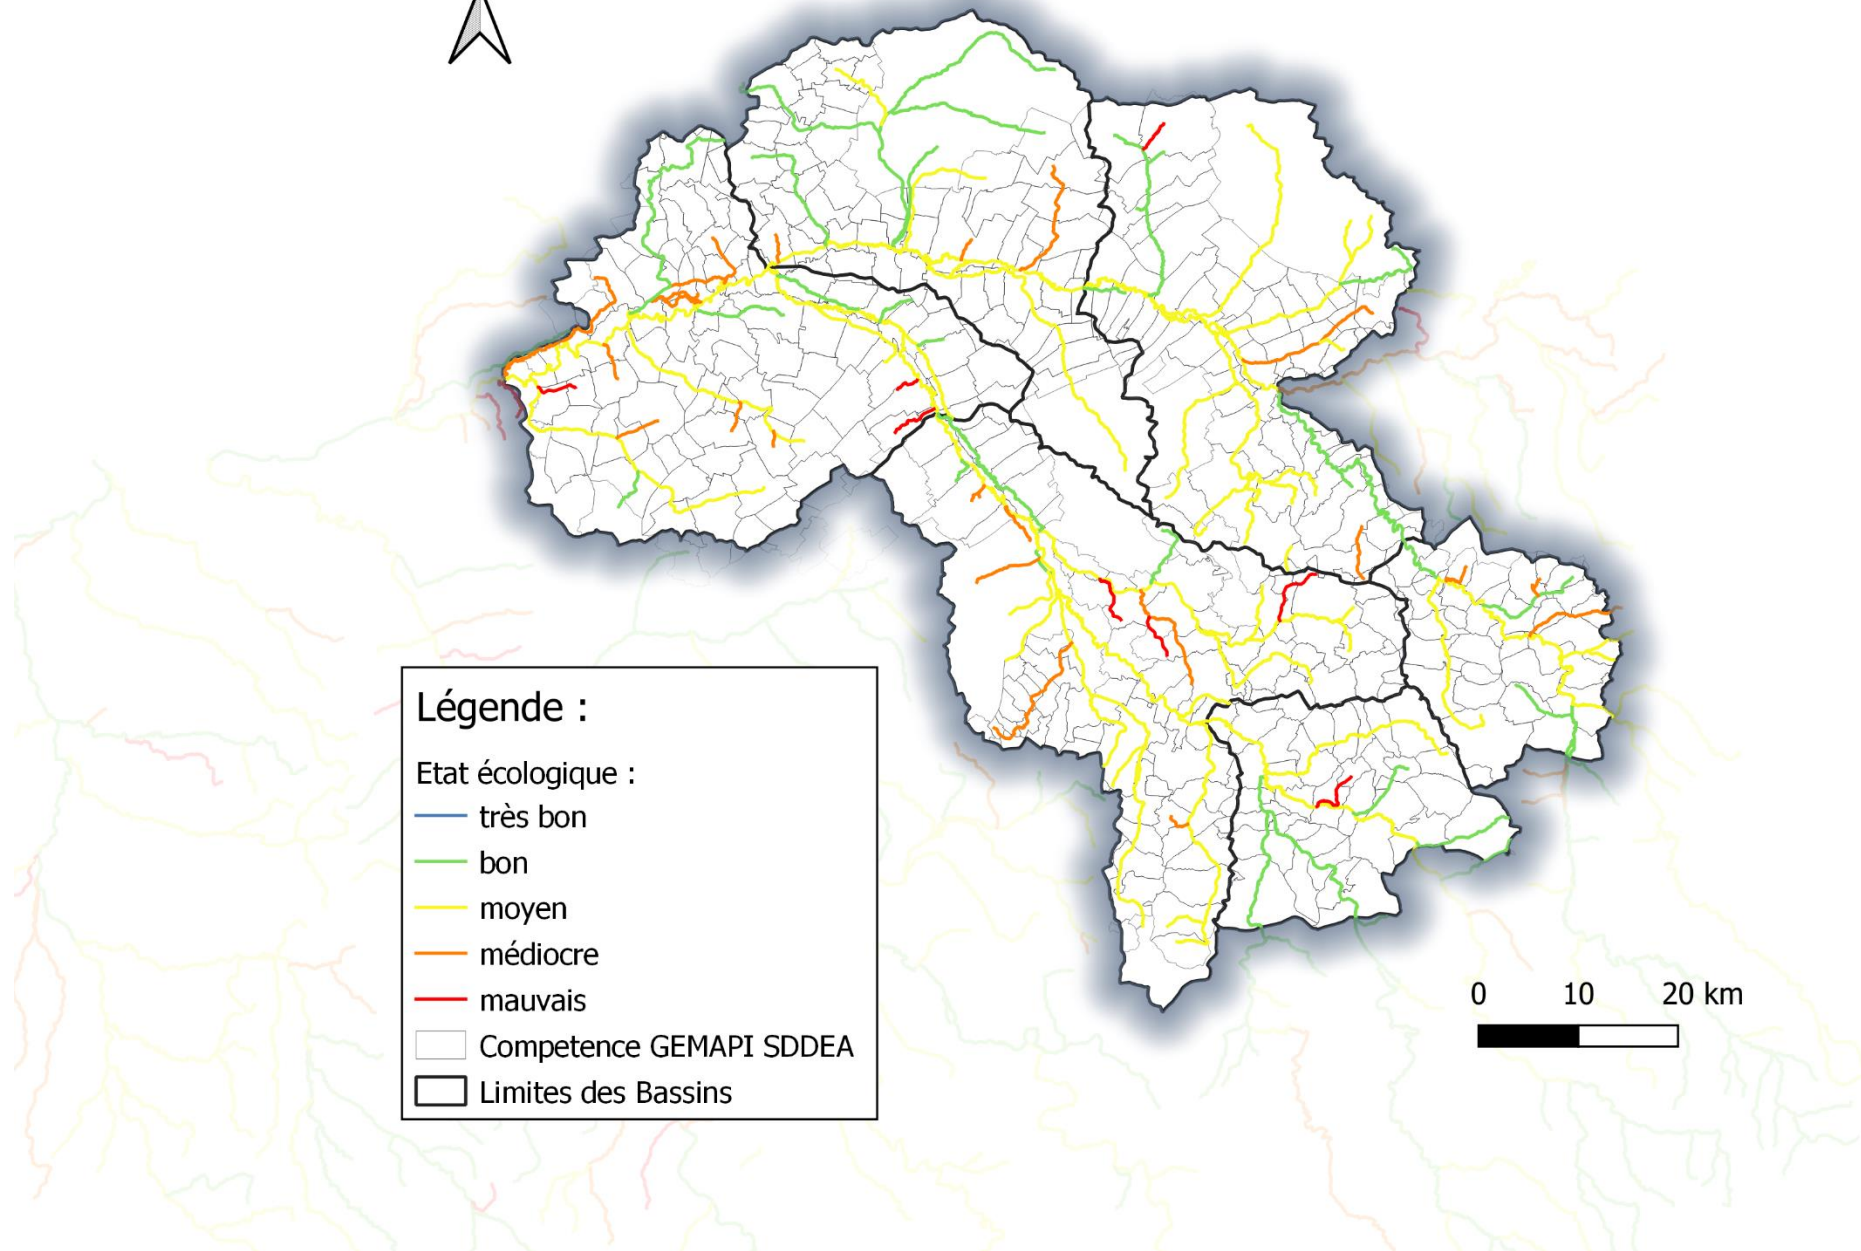 Légende :
Etat écologique :
très bon
bon
moyen
médiocre
mauvais
Competence GEMAPI SDDEA
Limites des Bassins
0 10 20 km